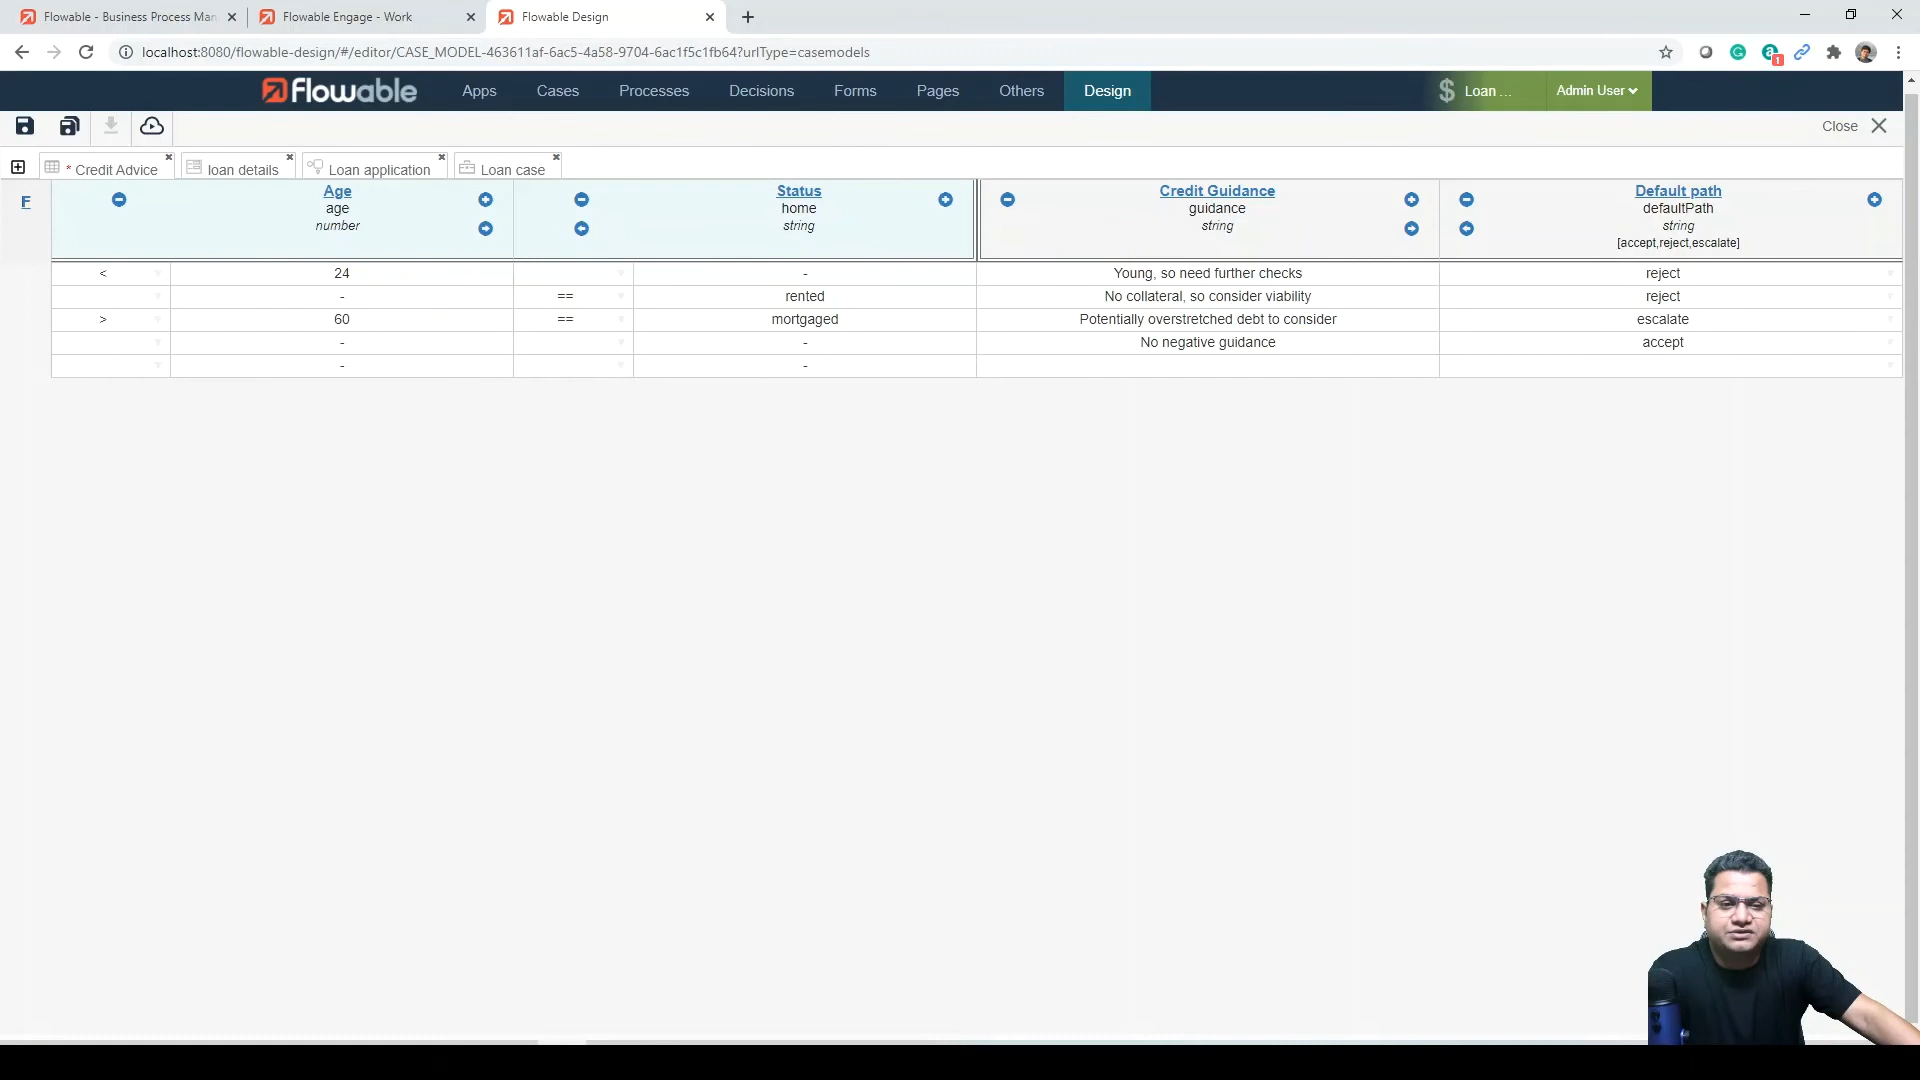 Flowable - Business Process Man
Flowable Engage - Work
Flowable Design
localhost:8080/flowable-design/#/editor/CASE_MODEL-463611af-6ac5-4a58-9704-6ac1f5c1fb64?urlType=casemodels
1
flowable
Apps
Cases
Processes
Decisions
Forms
Pages
Others
Design
$ Loan ...
Admin User
Close
* Credit Advice
loan details
Loan application
Loan case
F
Age
age
number
Status
home
string
Credit Guidance
guidance
string
Default path
defaultPath
string
[accept,reject,escalate]
< 24 - Young, so need further checks reject
- == rented No collateral, so consider viability reject
> 60 == mortgaged Potentially overstretched debt to consider escalate
- - No negative guidance accept
- -